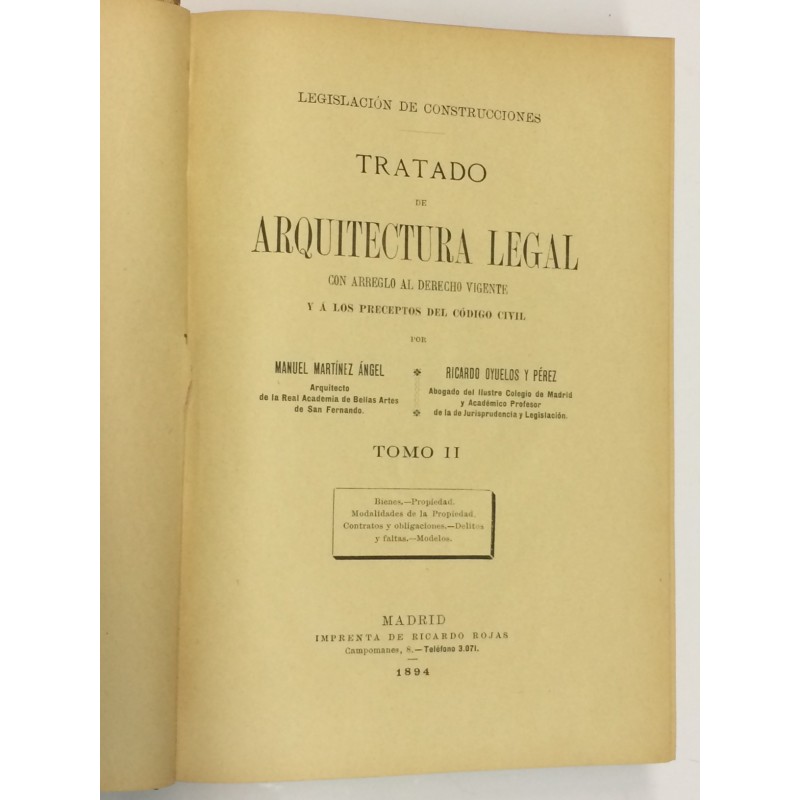 LEGISLACIÓN DE CONSTRUCCIONES
TRATADO
DE
ARQUITECTURA LEGAL
CON ARREGLO AL DERECHO VIGENTE
Y Á LOS PRECEPTOS DEL CÓDIGO CIVIL
POR
MANUEL MARTÍNEZ ÁNGEL
Arquitecto
de la Real Academia de Bellas Artes
de San Fernando.
RICARDO OYUELOS Y PÉREZ
Abogado del Ilustre Colegio de Madrid
y Académico Profesor
de la de Jurisprudencia y Legislación.
TOMO II
Bienes.—Propiedad.
Modalidades de la Propiedad.
Contratos y obligaciones.—Delitos
y faltas.—Modelos.
MADRID
IMPRENTA DE RICARDO ROJAS
Campomanes, 8.—Teléfono 3.071.
1894